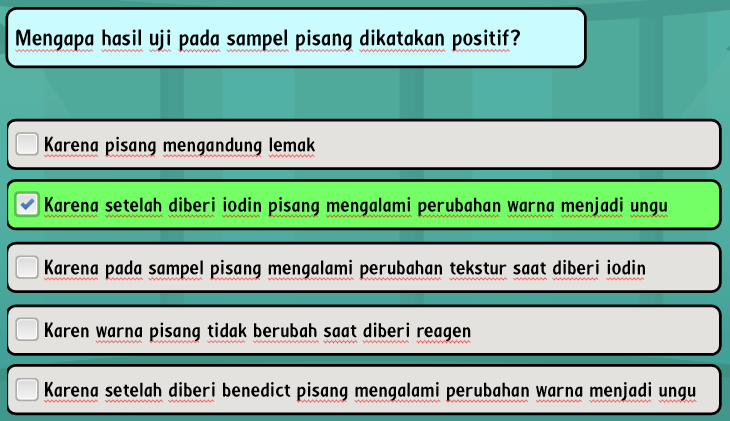 Mengapa hasil uji pada sampel pisang dikatakan positif?
Karena pisang mengandung lemak
Karena setelah diberi iodin pisang mengalami perubahan warna menjadi ungu
Karena pada sampel pisang mengalami perubahan tekstur saat diberi iodin
Karen warna pisang tidak berubah saat diberi reagen
Karena setelah diberi benedict pisang mengalami perubahan warna menjadi ungu